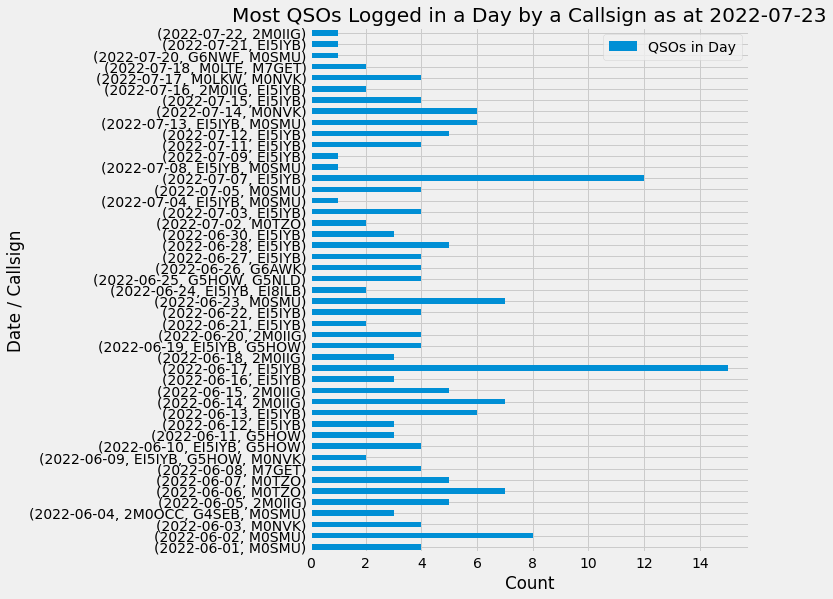 Most QSOs Logged in a Day by a Callsign as at 2022-07-23
QSOs in Day
Date / Callsign
(2022-07-22, 2M0IIG)
(2022-07-21, EI5IYB)
(2022-07-20, G6NWF, M0SMU)
(2022-07-18, M0LTE, M7GET)
(2022-07-17, M0LKW, M0NVK)
(2022-07-16, 2M0IIG, EI5IYB)
(2022-07-15, EI5IYB)
(2022-07-14, M0NVK)
(2022-07-13, EI5IYB, M0SMU)
(2022-07-12, EI5IYB)
(2022-07-11, EI5IYB)
(2022-07-09, EI5IYB)
(2022-07-08, EI5IYB, M0SMU)
(2022-07-07, EI5IYB)
(2022-07-05, M0SMU)
(2022-07-04, EI5IYB, M0SMU)
(2022-07-03, EI5IYB)
(2022-07-02, M0TZO)
(2022-06-30, EI5IYB)
(2022-06-28, EI5IYB)
(2022-06-27, EI5IYB)
(2022-06-26, G6AWK)
(2022-06-25, G5HOW, G5NLD)
(2022-06-24, EI5IYB, EI8ILB)
(2022-06-23, M0SMU)
(2022-06-22, EI5IYB)
(2022-06-21, EI5IYB)
(2022-06-20, 2M0IIG)
(2022-06-19, EI5IYB, G5HOW)
(2022-06-18, 2M0IIG)
(2022-06-17, EI5IYB)
(2022-06-16, EI5IYB)
(2022-06-15, 2M0IIG)
(2022-06-14, 2M0IIG)
(2022-06-13, EI5IYB)
(2022-06-12, EI5IYB)
(2022-06-11, G5HOW)
(2022-06-10, EI5IYB, G5HOW)
(2022-06-09, EI5IYB, G5HOW, M0NVK)
(2022-06-08, M7GET)
(2022-06-07, M0TZO)
(2022-06-06, M0TZO)
(2022-06-05, 2M0IIG)
(2022-06-04, 2M0OCC, G4SEB, M0SMU)
(2022-06-03, M0NVK)
(2022-06-02, M0SMU)
(2022-06-01, M0SMU)
0 2 4 6 8 10 12 14
Count